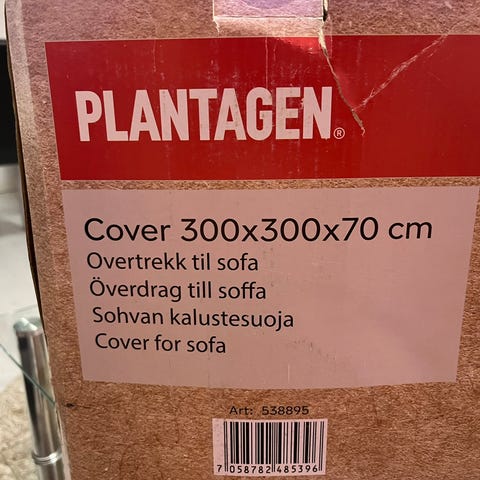 PLANTAGEN®
Cover 300x300x70 cm
Overtrekk til sofa
Överdrag till soffa
Sohvan kalustesuoja
Cover for sofa
Art: 538895
7 058782 485396